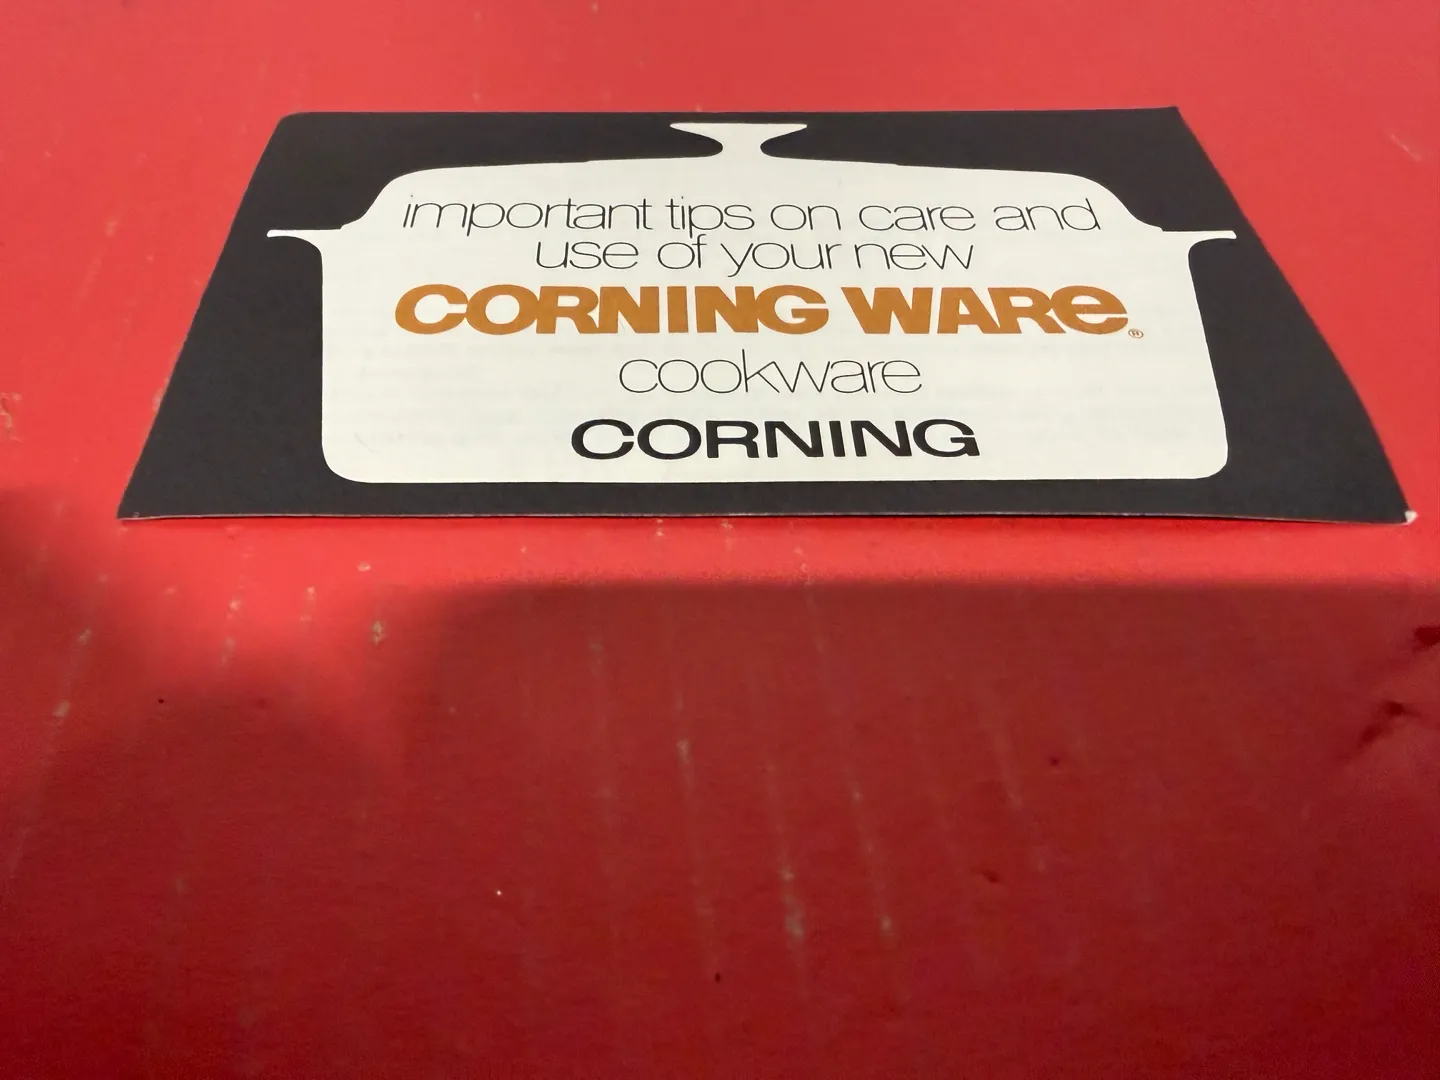 important tips on care and
use of your new
CORNING WARe®
cookware
CORNING